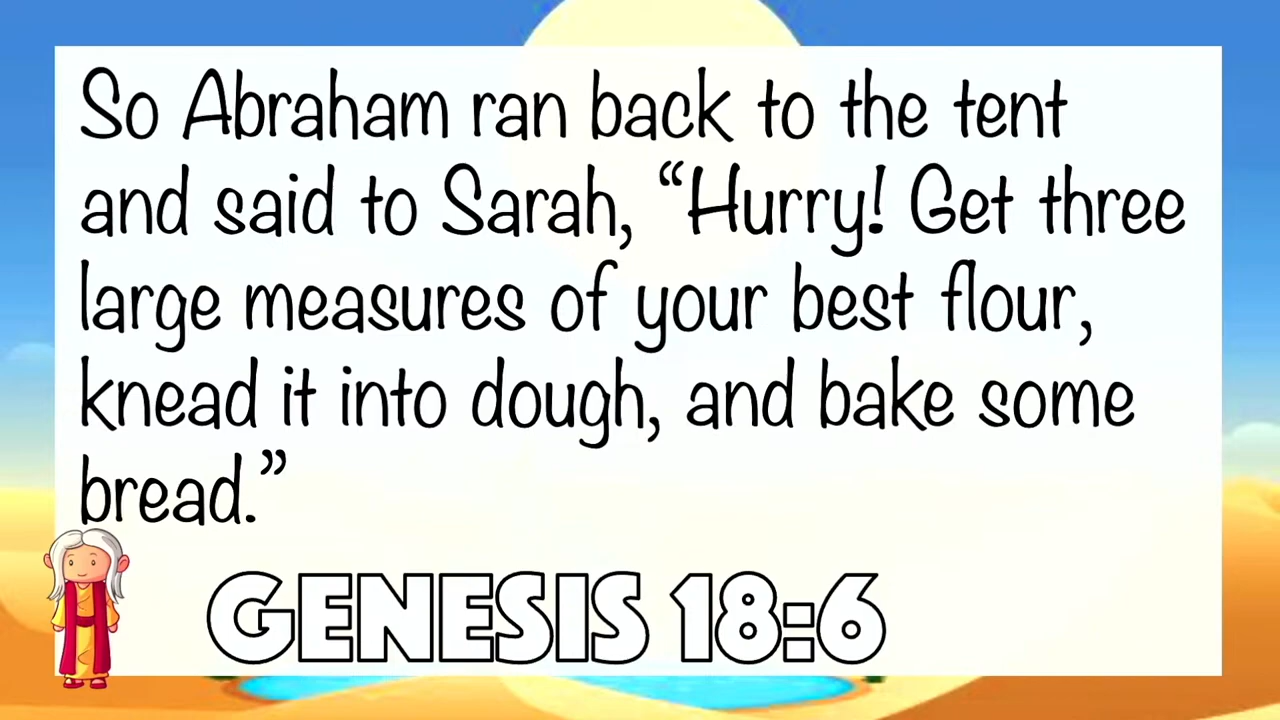 So Abraham ran back to the tent
and said to Sarah, “Hurry! Get three
large measures of your best flour,
knead it into dough, and bake some
bread.”
GENESIS 18:6